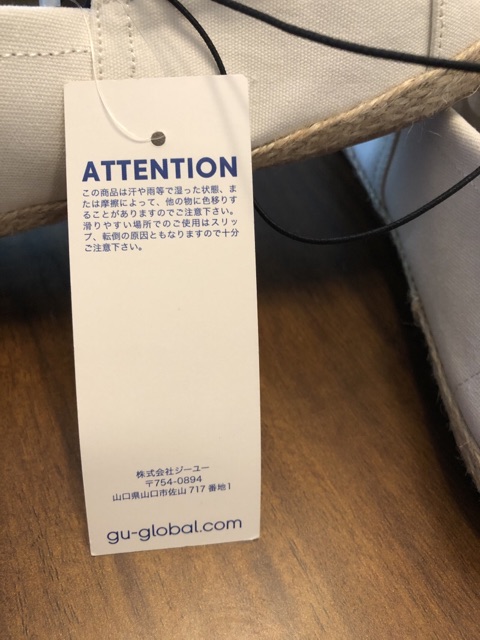 ATTENTION
この商品は汗や雨等で湿った状態、ま
たは摩擦によって、他の物に色移りす
ることがありますのでご注意下さい。
滑りやすい場所でのご使用はスリッ
プ、転倒の原因ともなりますので十分
ご注意下さい。
株式会社ジーユー
〒754-0894
山口県山口市佐山 717 番地 1
gu-global.com